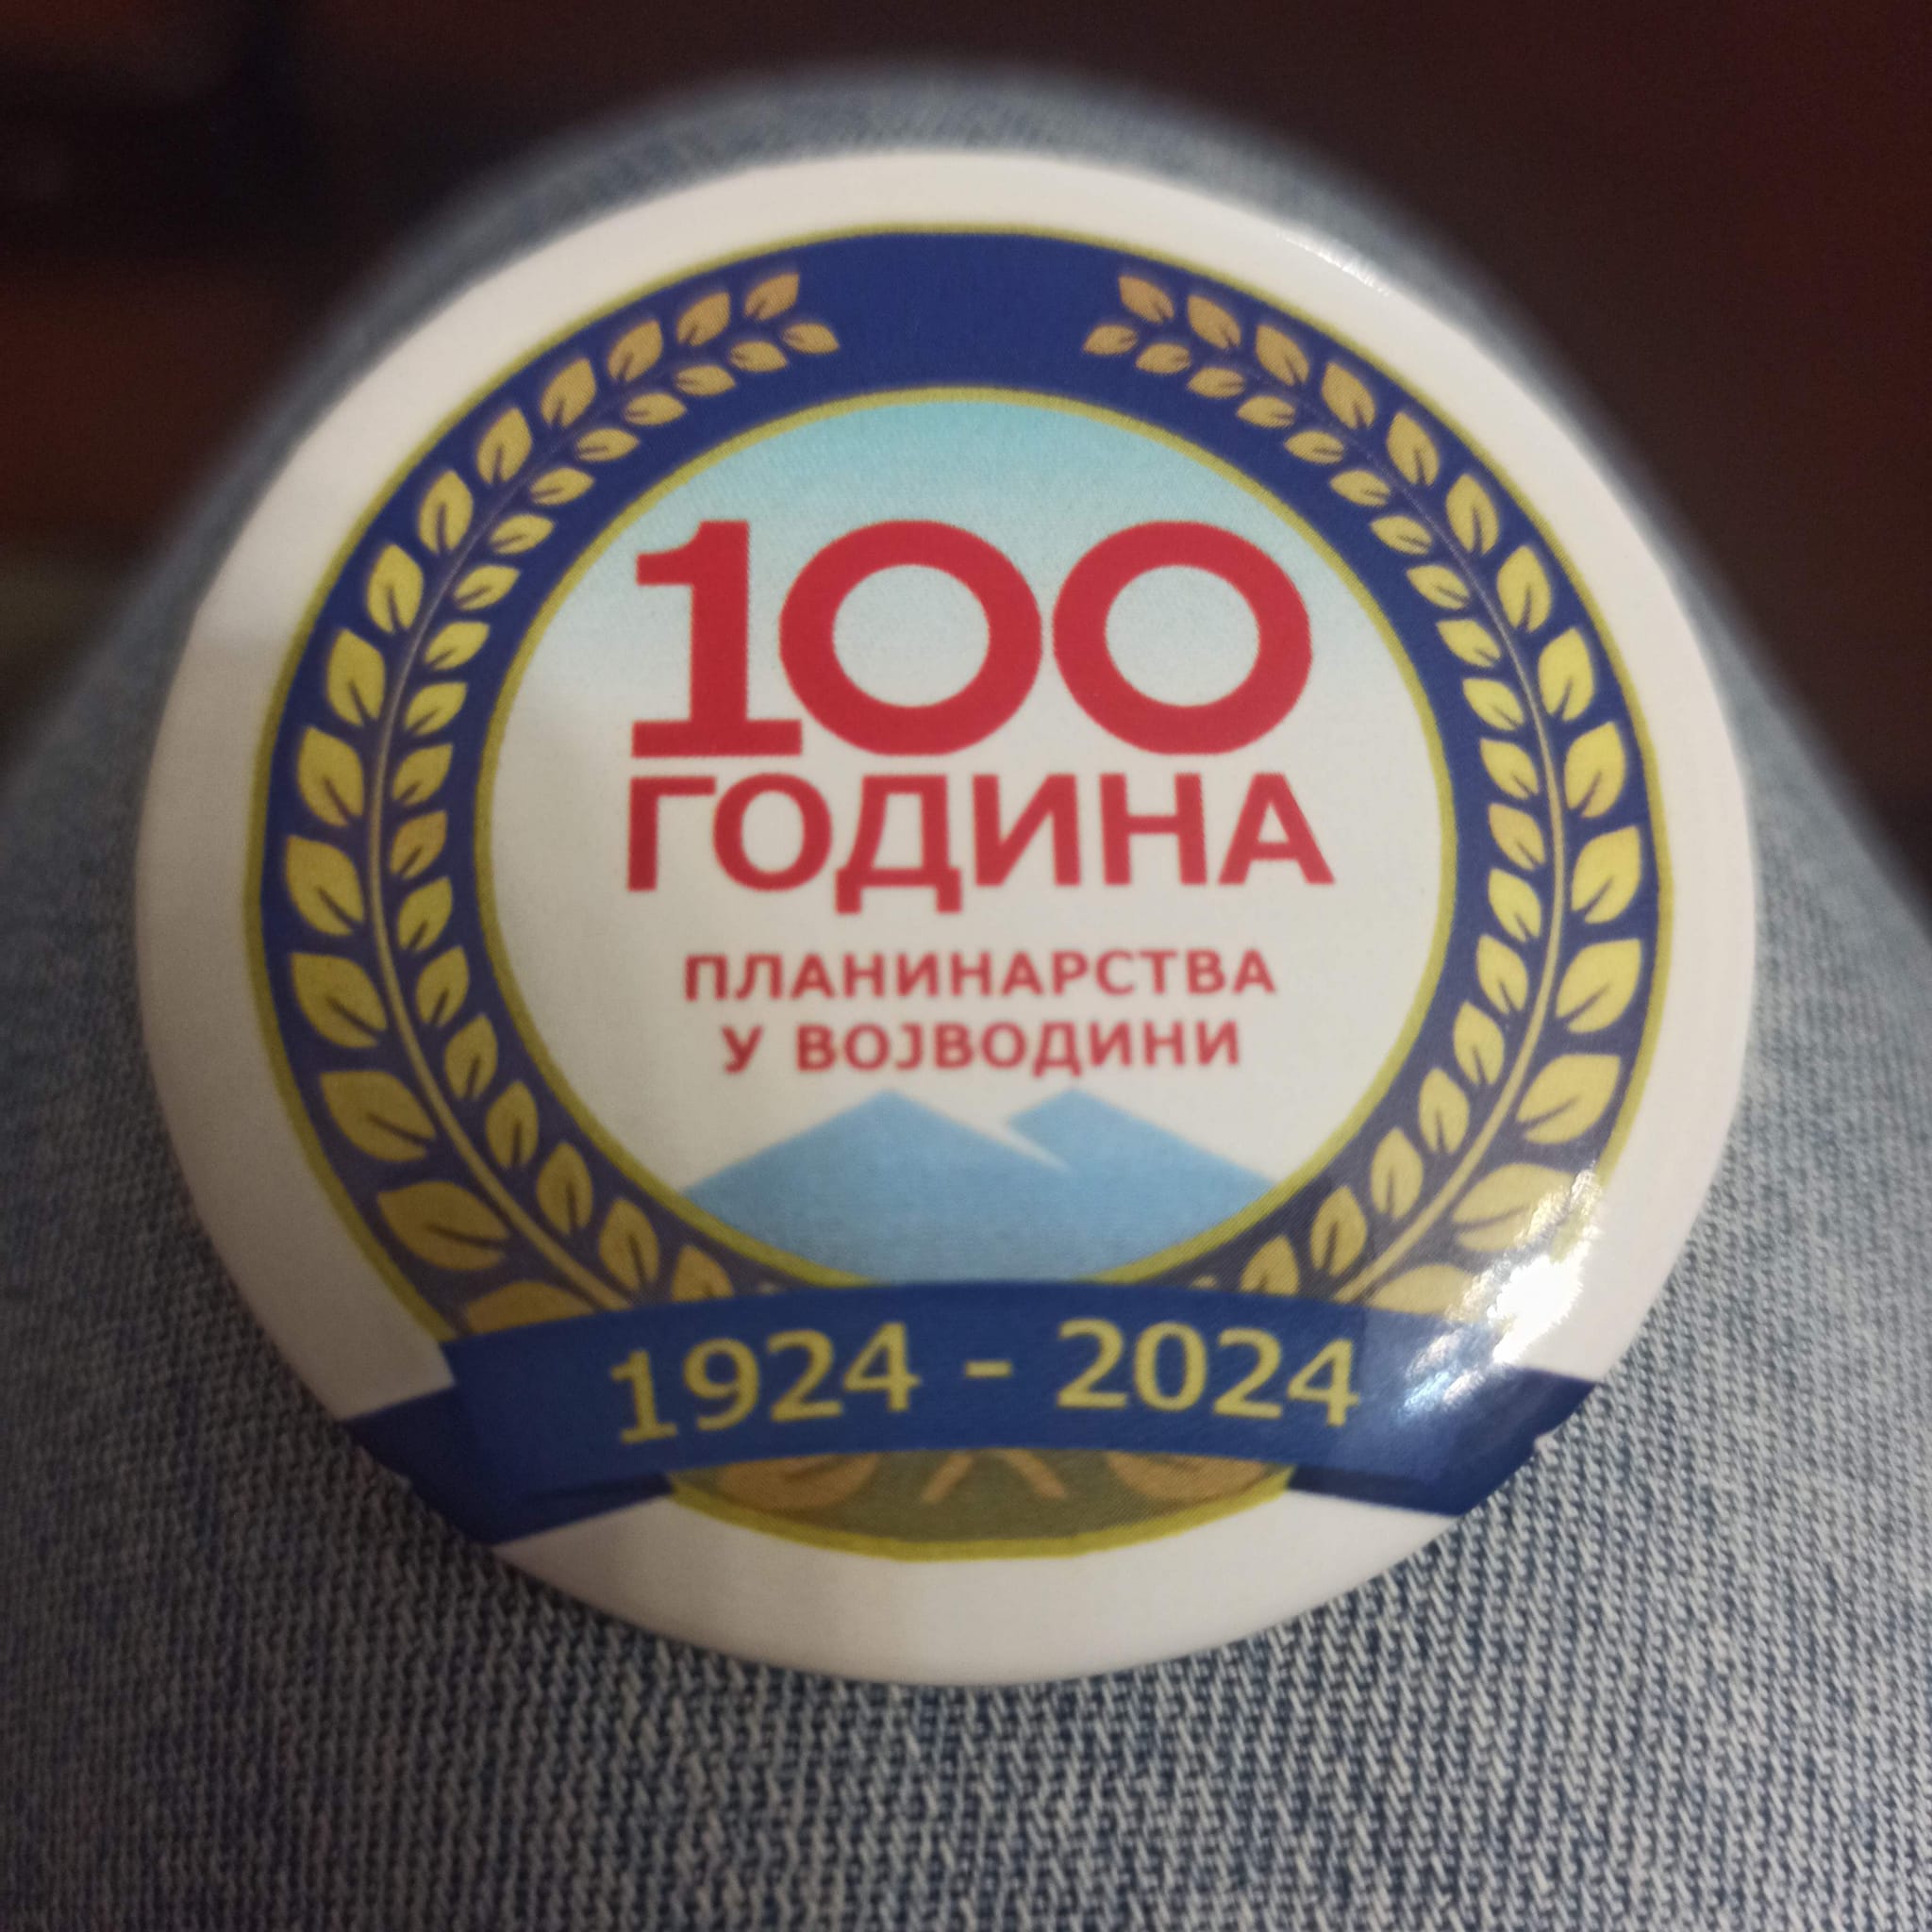 100
ГОДИНА
ПЛАНИНАРСТВА
У ВОЈВОДИНИ
1924 - 2024